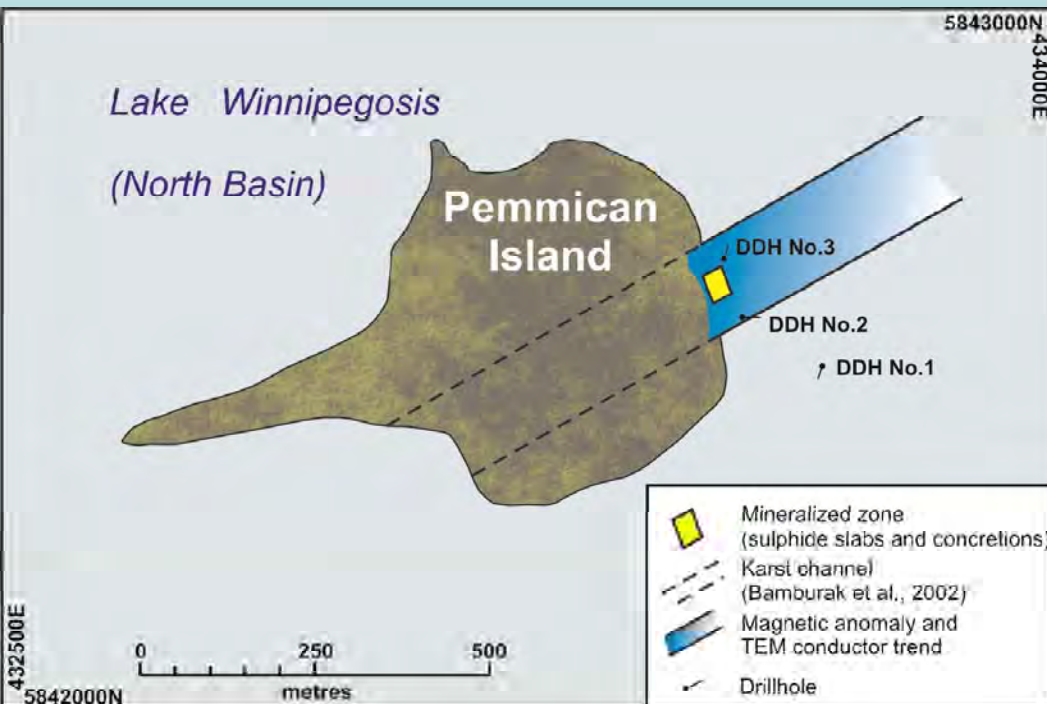 5843000N
434000E
Lake Winnipegosis
(North Basin)
Pemmican
Island
DDH No.3
DDH No.2
DDH No.1
Mineralized zone
(sulphide slabs and concretions)
Karst channel
(Bamburak et al., 2002)
Magnetic anomaly and
TEM conductor trend
Drillhole
0 250 500
metres
432500E
5842000N